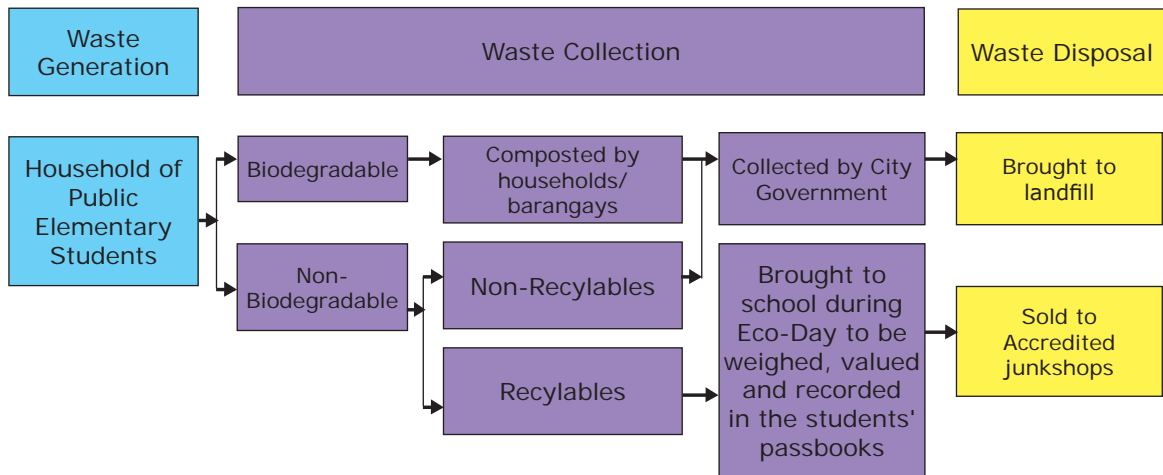 Waste
Generation
Waste Collection
Waste Disposal
Household of
Public
Elementary
Students
Biodegradable
Composted by
households/
barangays
Collected by City
Government
Brought to
landfill
Non-
Biodegradable
Non-Recylables
Recylables
Brought to
school during
Eco-Day to be
weighed, valued
and recorded
in the students'
passbooks
Sold to
Accredited
junkshops